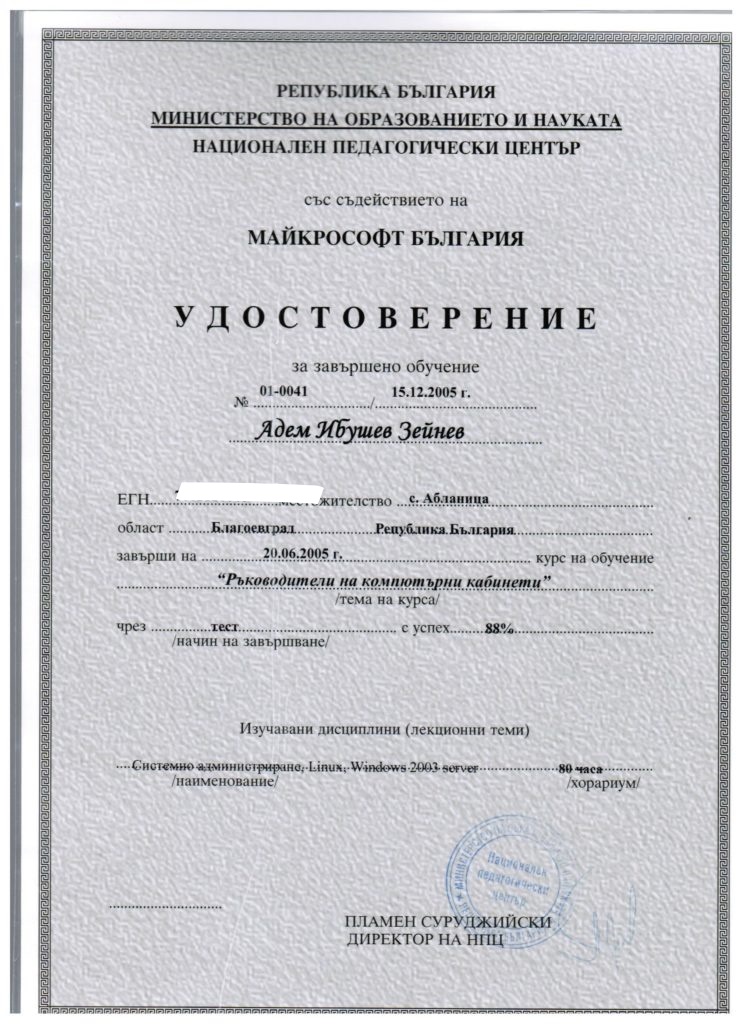 РЕПУБЛИКА БЪЛГАРИЯ
МИНИСТЕРСТВО НА ОБРАЗОВАНИЕТО И НАУКАТА
НАЦИОНАЛЕН ПЕДАГОГИЧЕСКИ ЦЕНТЪР
със съдействието на
МАЙКРОСОФТ БЪЛГАРИЯ
УДОСТОВЕРЕНИЕ
за завършено обучение
№ 01-0041 / 15.12.2005 г.
Адем Ибушев Зейнев
ЕГН местожителство с. Абланица
област Благоевград Република България
завърши на 20.06.2005 г. курс на обучение
“Ръководители на компютърни кабинети”
/тема на курса/
чрез тест с успех 88%
/начин на завършване/
Изучавани дисциплини (лекционни теми)
Системно администриране, Linux, Windows 2003 server 80 часа
/наименование/ /хорариум/
Национален
педагогически
център
ПЛАМЕН СУРУДЖИЙСКИ
ДИРЕКТОР НА НПЦ